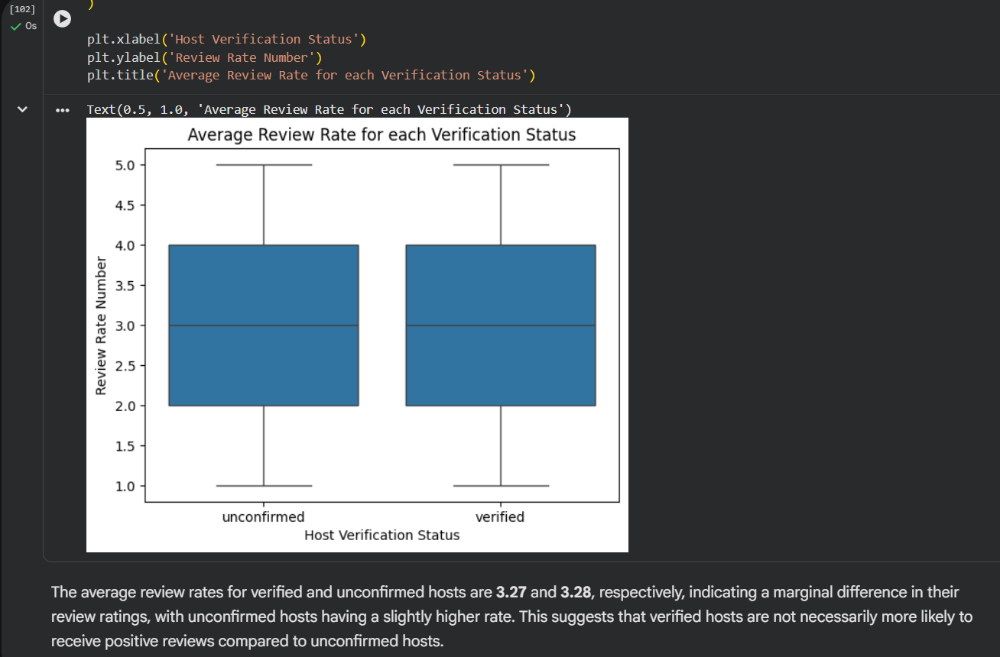 [102]
0s
)
plt.xlabel('Host Verification Status')
plt.ylabel('Review Rate Number')
plt.title('Average Review Rate for each Verification Status')
Text(0.5, 1.0, 'Average Review Rate for each Verification Status')
Average Review Rate for each Verification Status
5.0
4.5
4.0
3.5
3.0
2.5
2.0
1.5
1.0
Review Rate Number
unconfirmed verified
Host Verification Status
The average review rates for verified and unconfirmed hosts are 3.27 and 3.28, respectively, indicating a marginal difference in their
review ratings, with unconfirmed hosts having a slightly higher rate. This suggests that verified hosts are not necessarily more likely to
receive positive reviews compared to unconfirmed hosts.